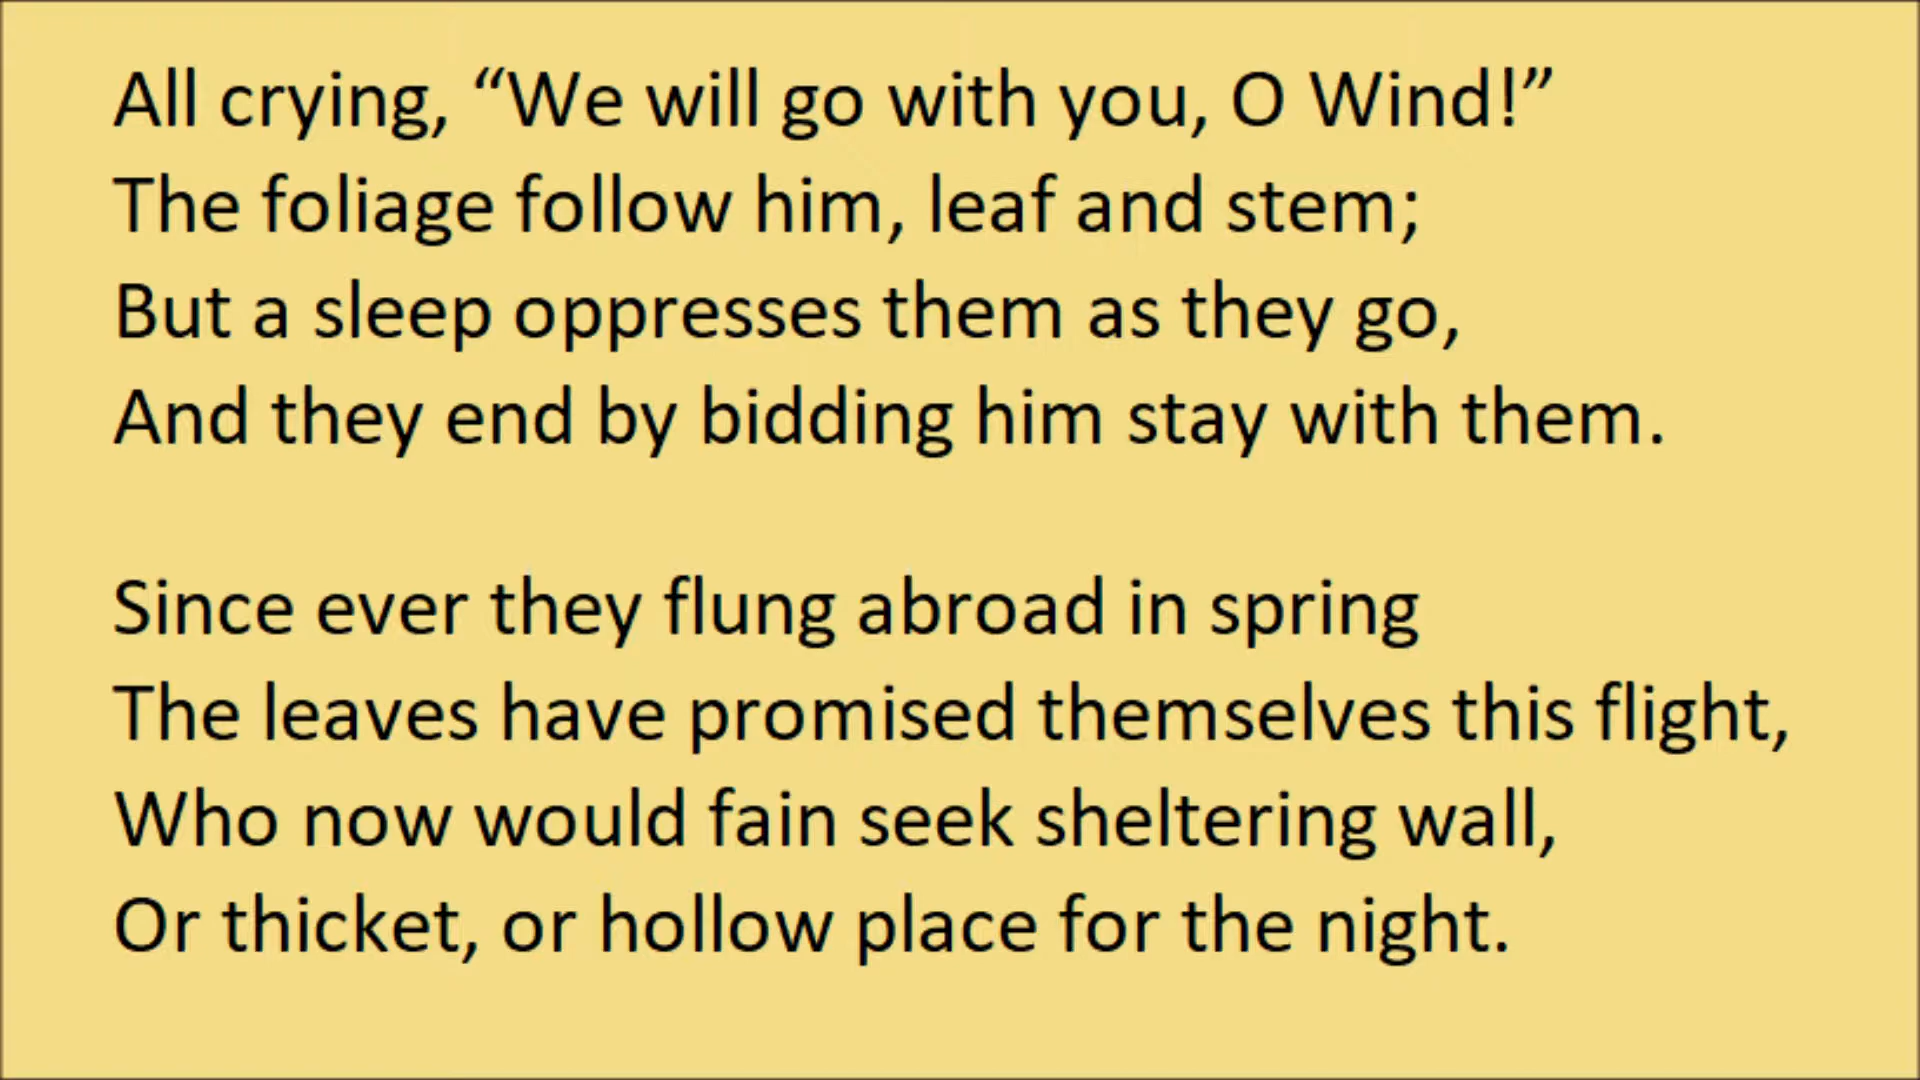 All crying, “We will go with you, O Wind!”
The foliage follow him, leaf and stem;
But a sleep oppresses them as they go,
And they end by bidding him stay with them.
Since ever they flung abroad in spring
The leaves have promised themselves this flight,
Who now would fain seek sheltering wall,
Or thicket, or hollow place for the night.